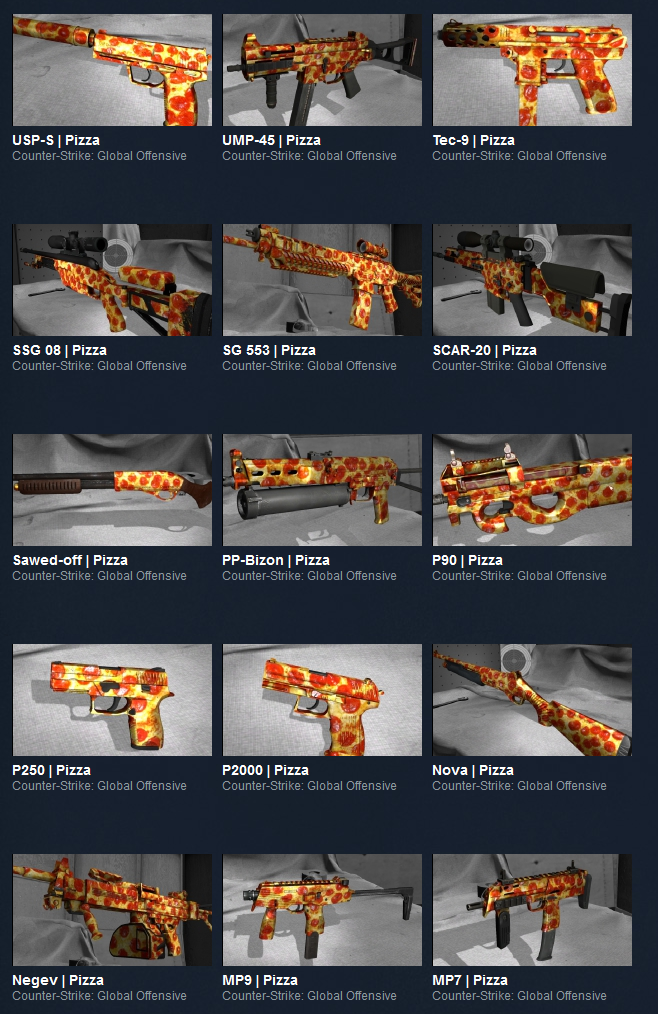 USP-S | Pizza
Counter-Strike: Global Offensive
UMP-45 | Pizza
Counter-Strike: Global Offensive
Tec-9 | Pizza
Counter-Strike: Global Offensive
SSG 08 | Pizza
Counter-Strike: Global Offensive
SG 553 | Pizza
Counter-Strike: Global Offensive
SCAR-20 | Pizza
Counter-Strike: Global Offensive
Sawed-off | Pizza
Counter-Strike: Global Offensive
PP-Bizon | Pizza
Counter-Strike: Global Offensive
P90 | Pizza
Counter-Strike: Global Offensive
P250 | Pizza
Counter-Strike: Global Offensive
P2000 | Pizza
Counter-Strike: Global Offensive
Nova | Pizza
Counter-Strike: Global Offensive
Negev | Pizza
Counter-Strike: Global Offensive
MP9 | Pizza
Counter-Strike: Global Offensive
MP7 | Pizza
Counter-Strike: Global Offensive